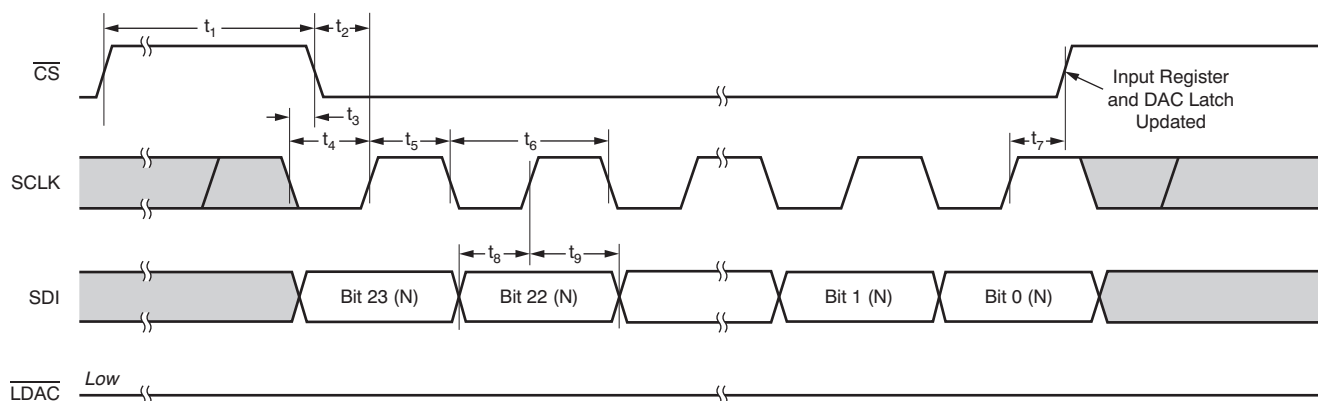 t1
t2
CS
Input Register
and DAC Latch
Updated
t3
t4
t5
t6
t7
SCLK
t8
t9
SDI
Bit 23 (N)
Bit 22 (N)
Bit 1 (N)
Bit 0 (N)
LDAC
Low